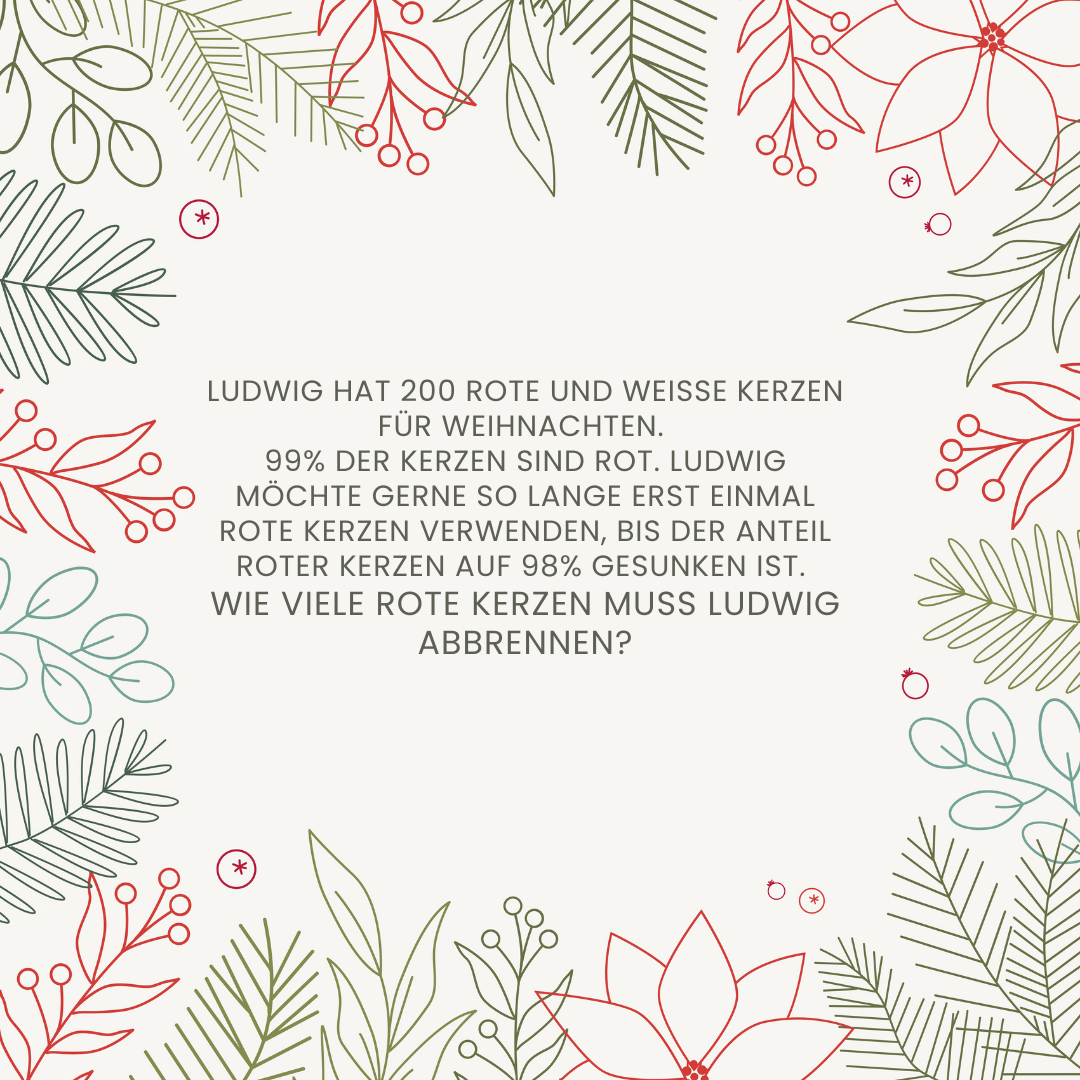 LUDWIG HAT 200 ROTE UND WEISSE KERZEN
FÜR WEIHNACHTEN.
99% DER KERZEN SIND ROT. LUDWIG
MÖCHTE GERNE SO LANGE ERST EINMAL
ROTE KERZEN VERWENDEN, BIS DER ANTEIL
ROTER KERZEN AUF 98% GESUNKEN IST.
WIE VIELE ROTE KERZEN MUSS LUDWIG
ABBRENNEN?